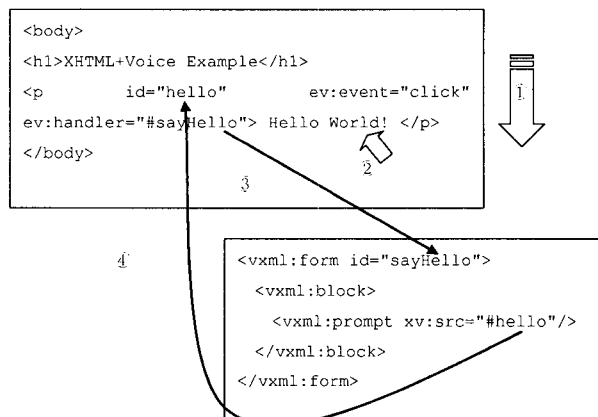 <body>
<h1>XHTML+Voice Example</h1>
<p id="hello" ev:event="click"
ev:handler="#sayHello"> Hello World! </p>
</body>
1
2
3
4
<vxml:form id="sayHello">
<vxml:block>
<vxml:prompt xv:src="#hello"/>
</vxml:block>
</vxml:form>